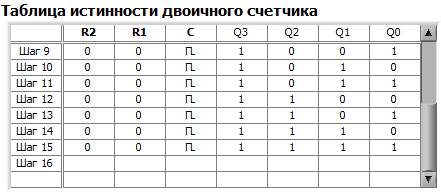 Таблица истинности двоичного счетчика
R2 R1 C Q3 Q2 Q1 Q0
Шаг 9 0 0 1 0 0 1
Шаг 10 0 0 1 0 1 0
Шаг 11 0 0 1 0 1 1
Шаг 12 0 0 1 1 0 0
Шаг 13 0 0 1 1 0 1
Шаг 14 0 0 1 1 1 0
Шаг 15 0 0 1 1 1 1
Шаг 16